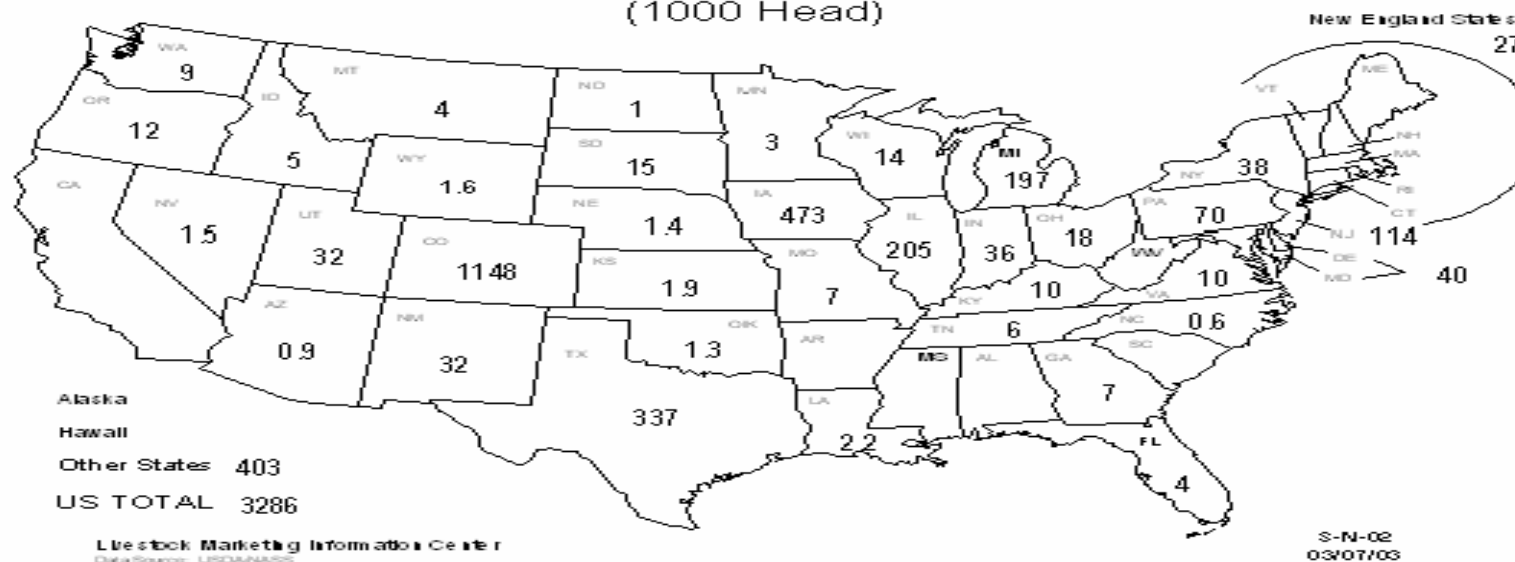 (1000 Head)
New England States
27
WA
9
MT
4
ND
1
MN
3
ME
VT
OR
12
ID
5
WY
1.6
SD
15
WI
14
MI
197
NH
MA
NY
38
RI
CT
CA
NV
1.5
UT
32
CO
1148
NE
1.4
IA
473
IL
205
IN
36
OH
18
PA
70
NJ 114
DE
MD
40
KS
1.9
MO
7
WV
KY
10
VA
10
AZ
0.9
NM
32
OK
1.3
AR
TN
6
NC
0.6
SC
TX
337
LA
2.2
MS
AL
GA
7
FL
4
Alaska
Hawaii
Other States 403
US TOTAL 3286
Livestock Marketing Information Center
Data Source: USDA/NASS
S-N-02
03/07/03